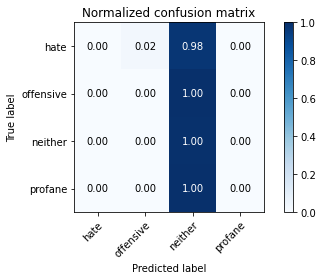 Normalized confusion matrix
True label
hate 0.00 0.02 0.98 0.00
offensive 0.00 0.00 1.00 0.00
neither 0.00 0.00 1.00 0.00
profane 0.00 0.00 1.00 0.00
hate offensive neither profane
Predicted label
1.0
0.8
0.6
0.4
0.2
0.0